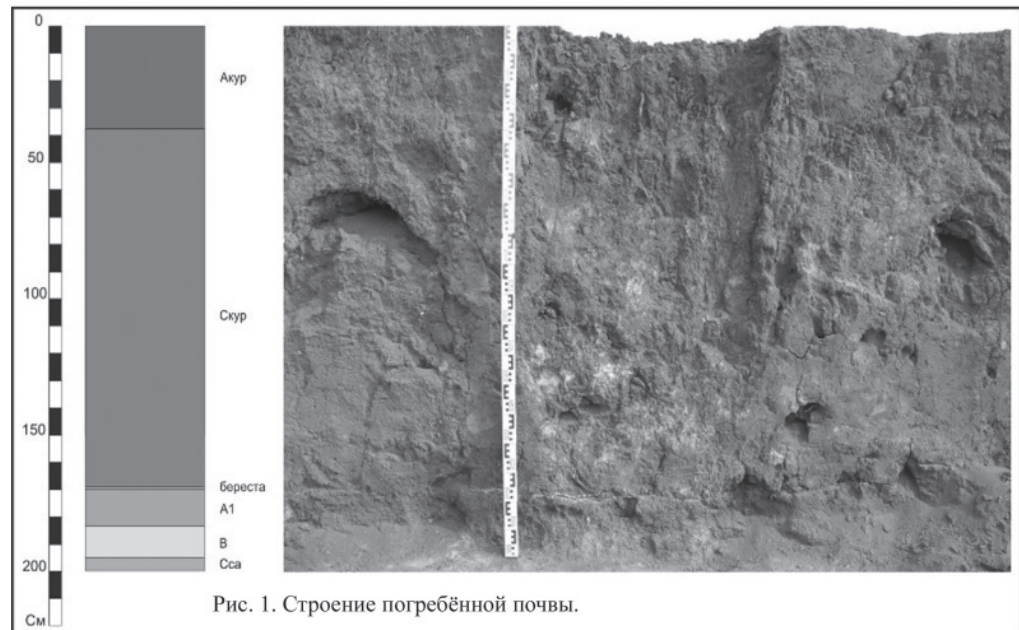 0
Акур
50
100
Скур
150
береста
А1
В
200
Сса
См
Рис. 1. Строение погребённой почвы.